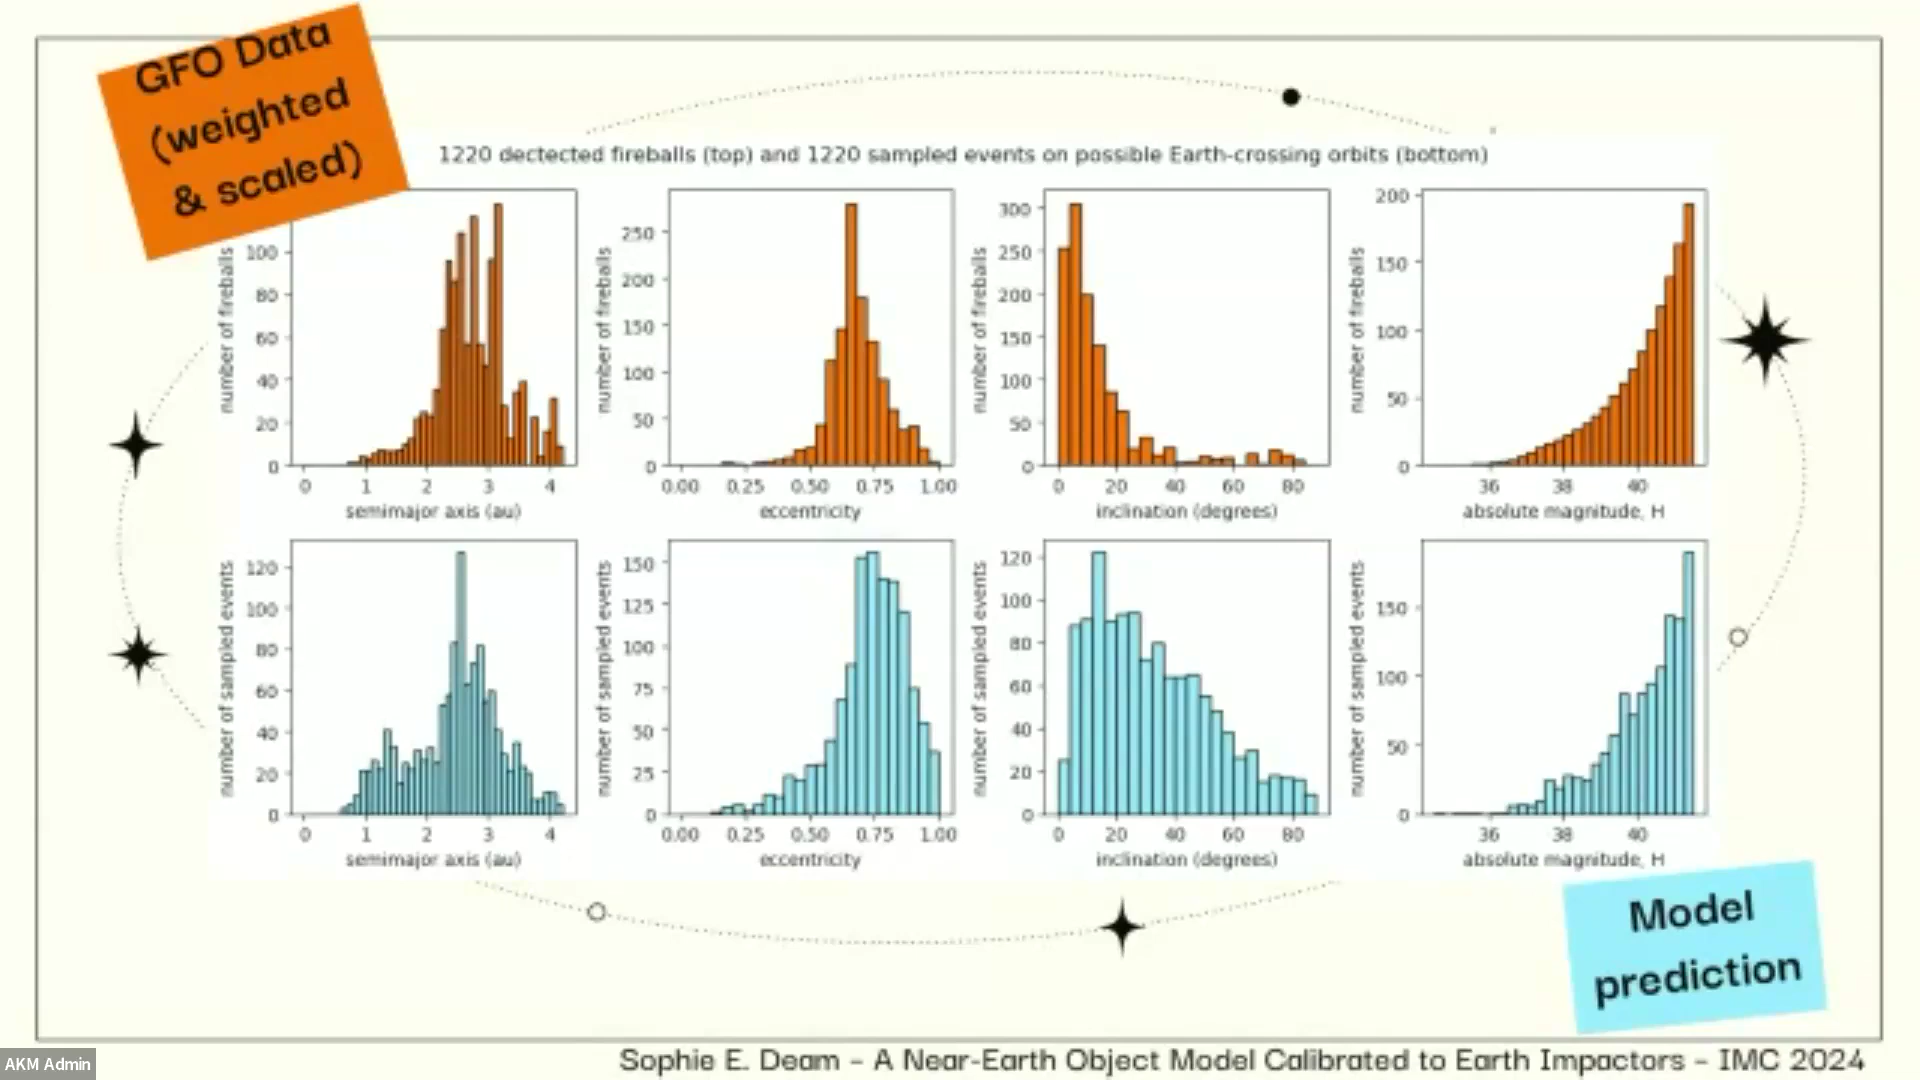 GFO Data
(weighted
& scaled)
1220 dectected fireballs (top) and 1220 sampled events on possible Earth-crossing orbits (bottom)
number of fireballs
100
80
60
40
20
0
0 1 2 3 4
semimajor axis (au)
number of fireballs
250
200
150
100
50
0
0.00 0.25 0.50 0.75 1.00
eccentricity
number of fireballs
300
250
200
150
100
50
0
0 20 40 60 80
inclination (degrees)
number of fireballs
200
150
100
50
0
36 38 40
absolute magnitude, H
number of sampled events
120
100
80
60
40
20
0
0 1 2 3 4
semimajor axis (au)
number of sampled events
150
125
100
75
50
25
0
0.00 0.25 0.50 0.75 1.00
eccentricity
number of sampled events
120
100
80
60
40
20
0
0 20 40 60 80
inclination (degrees)
number of sampled events
150
100
50
0
36 38 40
absolute magnitude, H
Model
prediction
Sophie E. Deam – A Near-Earth Object Model Calibrated to Earth Impactors – IMC 2024
AKM Admin